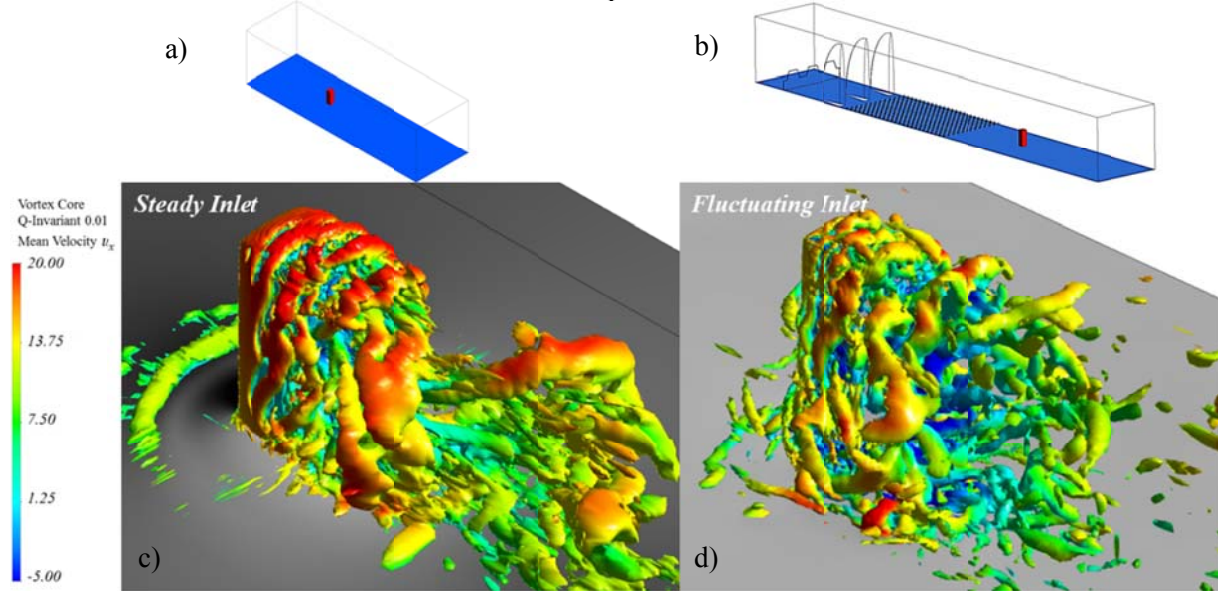 a)
b)
Vortex Core
Q-Invariant 0.01
Mean Velocity v_x
20.00
13.75
7.50
1.25
-5.00
Steady Inlet
Fluctuating Inlet
c)
d)